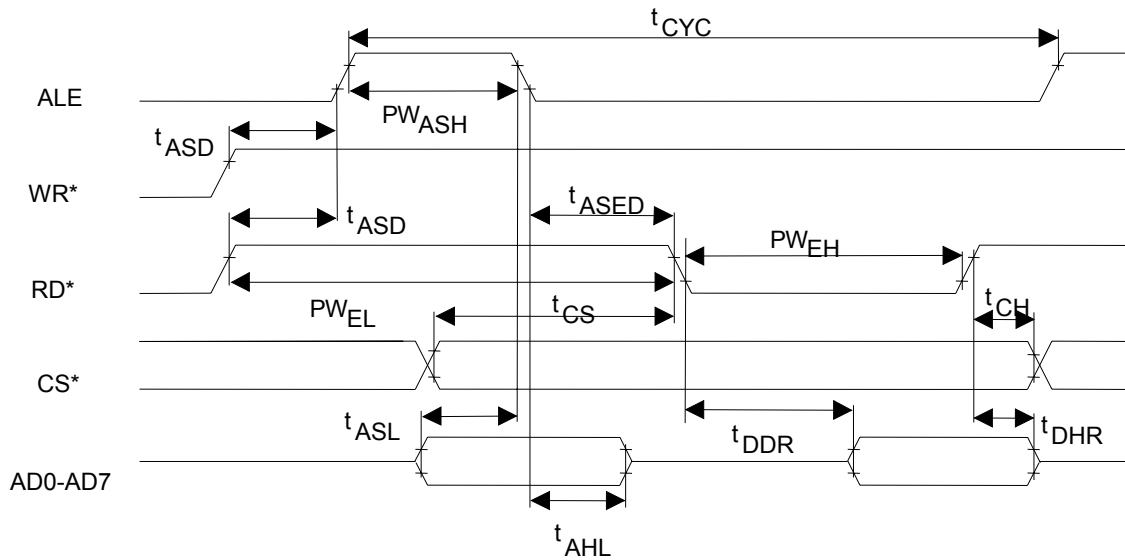 tCYC
ALE
PWASH
tASD
WR*
tASED
tASD
PWEH
RD*
PWEL
tCS
tCH
CS*
tASL
tDDR
tDHR
AD0-AD7
tAHL